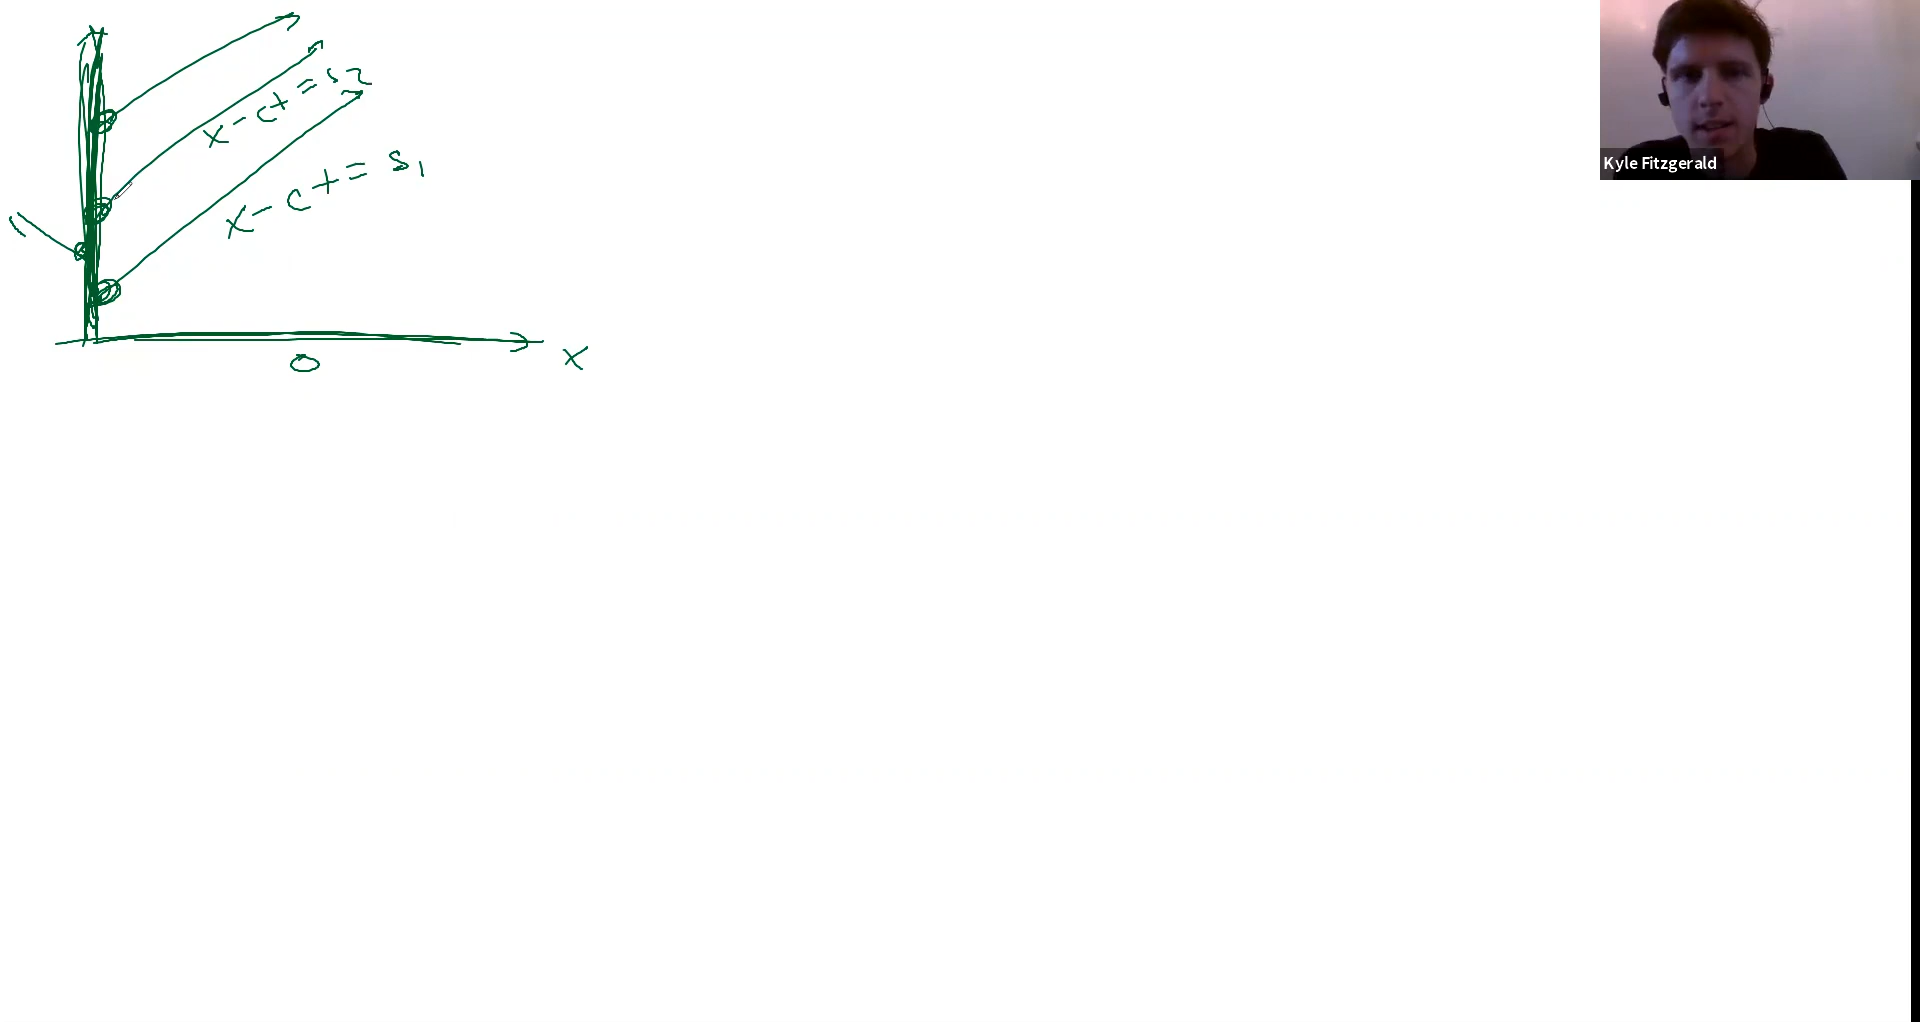 x - ct = s2
x - ct = s1
0
x
Kyle Fitzgerald